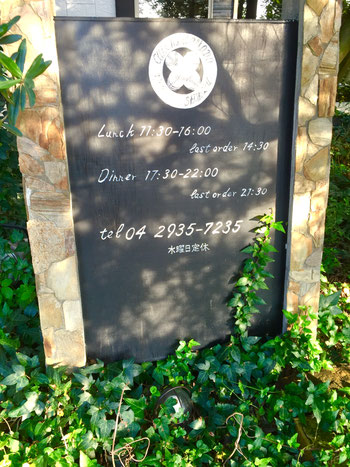 Lunch 11:30-16:00
last order 14:30
Dinner 17:30-22:00
last order 21:30
tel 04 2935-7235
木曜日定休